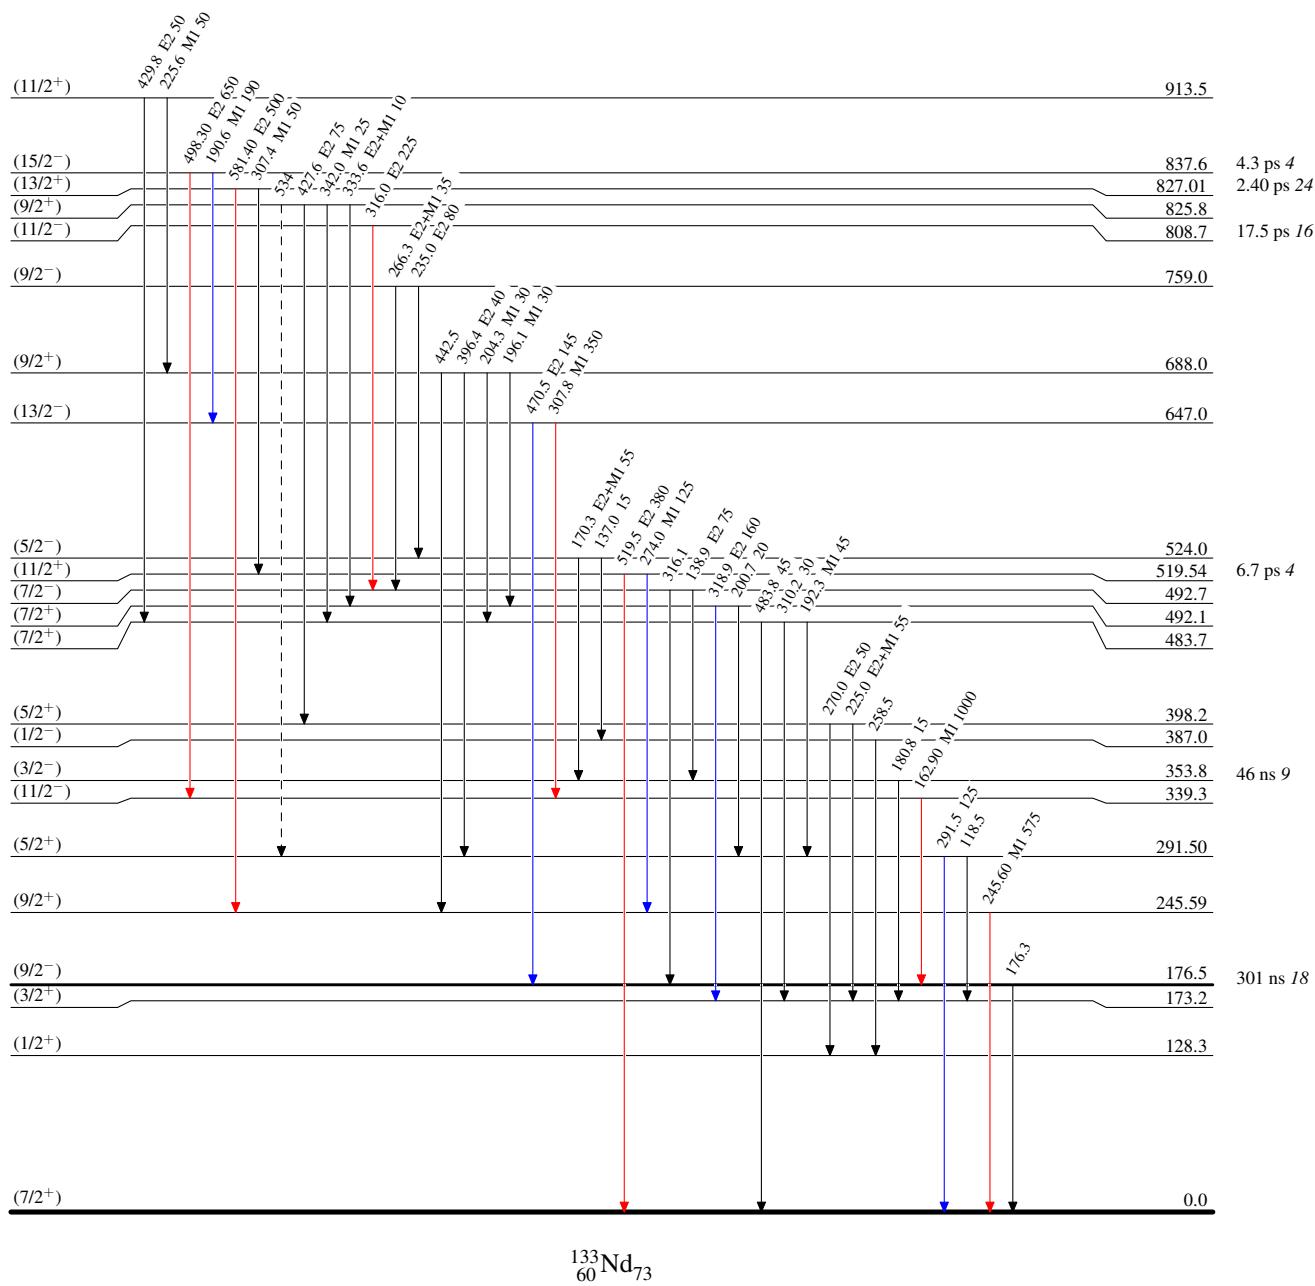 429.8 E2 50
225.6 M1 50
(11/2+) 913.5
498.30 E2 650
190.6 M1 190
(15/2−) 837.6 4.3 ps 4
581.40 E2 500
307.4 M1 50
(13/2+) 827.01 2.40 ps 24
534
427.6 E2 75
342.0 M1 25
333.6 E2+M1 10
(9/2+) 825.8
316.0 E2 225
(11/2−) 808.7 17.5 ps 16
266.3 E2+M1 35
235.0 E2 80
(9/2−) 759.0
442.5
396.4 E2 40
204.3 M1 30
196.1 M1 30
(9/2+) 688.0
470.5 E2 145
307.8 M1 350
(13/2−) 647.0
170.3 E2+M1 55
137.0 15
(5/2−) 524.0
519.5 E2 380
274.0 M1 125
(11/2+) 519.54 6.7 ps 4
316.1
138.9 E2 75
(7/2−) 492.7
318.9 E2 160
200.7 20
(7/2+) 492.1
483.8 45
310.2 30
192.3 M1 45
(7/2+) 483.7
270.0 E2 50
225.0 E2+M1 55
(5/2+) 398.2
258.5
(1/2−) 387.0
180.8 15
(3/2−) 353.8 46 ns 9
162.90 M1 1000
(11/2−) 339.3
291.5 125
118.5
(5/2+) 291.50
245.60 M1 575
(9/2+) 245.59
176.3
(9/2−) 176.5 301 ns 18
(3/2+) 173.2
(1/2+) 128.3
(7/2+) 0.0
133 60 Nd 73